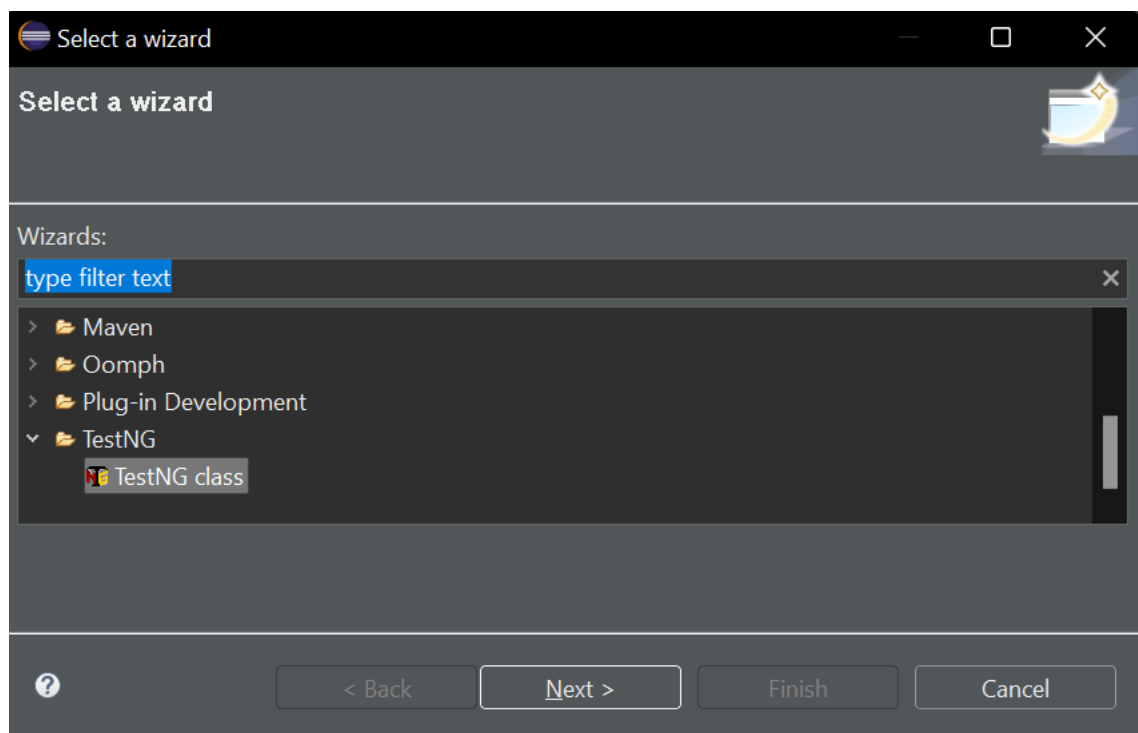 Select a wizard
Select a wizard
Wizards:
type filter text
Maven
Oomph
Plug-in Development
TestNG
TestNG class
< Back Next > Finish Cancel